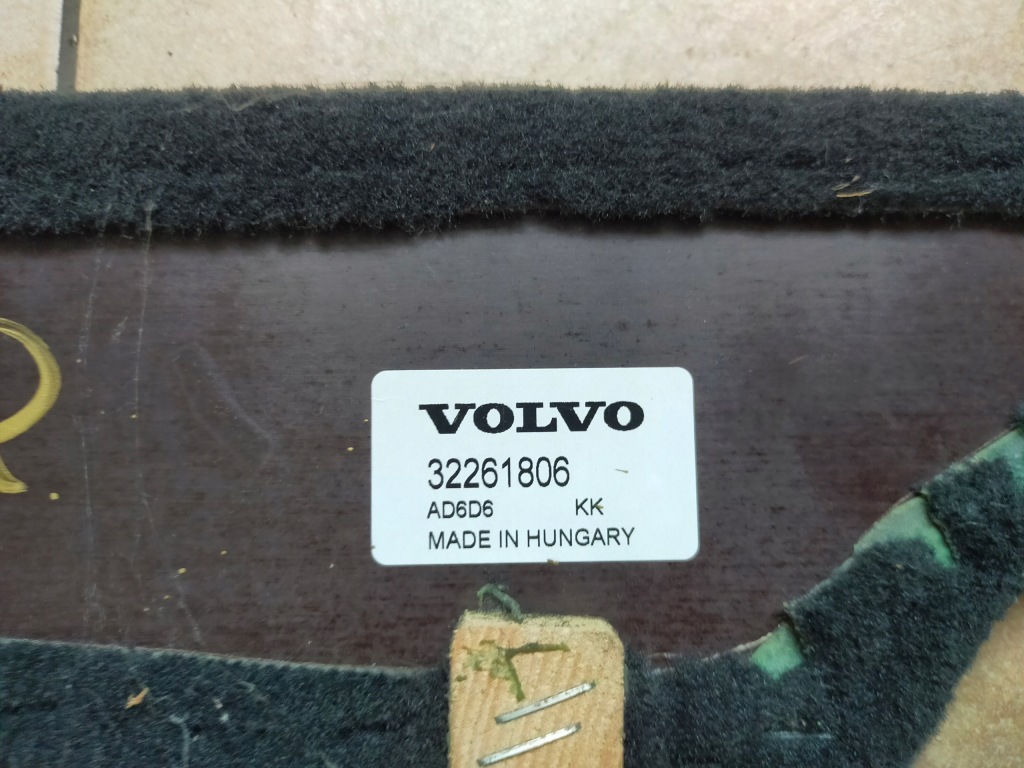 VOLVO
32261806
AD6D6 KK
MADE IN HUNGARY
R